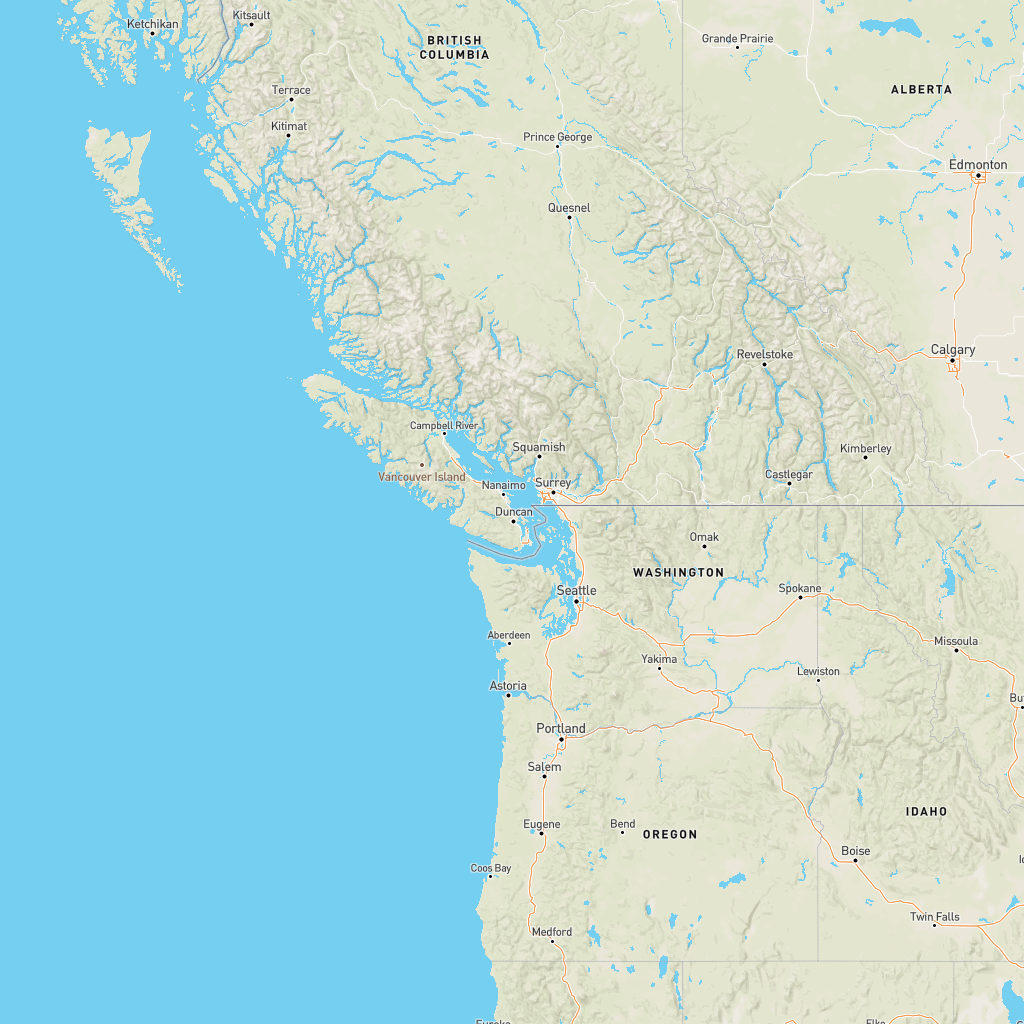 Kitsault
Ketchikan
BRITISH
COLUMBIA
Grande Prairie
ALBERTA
Terrace
Kitimat
Prince George
Edmonton
Quesnel
Calgary
Revelstoke
Campbell River
Squamish
Kimberley
Vancouver Island
Castlegar
Nanaimo
Surrey
Duncan
Omak
WASHINGTON
Seattle
Spokane
Aberdeen
Missoula
Yakima
Lewiston
Astoria
Bu
Portland
Salem
IDAHO
Eugene
Bend
OREGON
Boise
Coos Bay
Twin Falls
Medford